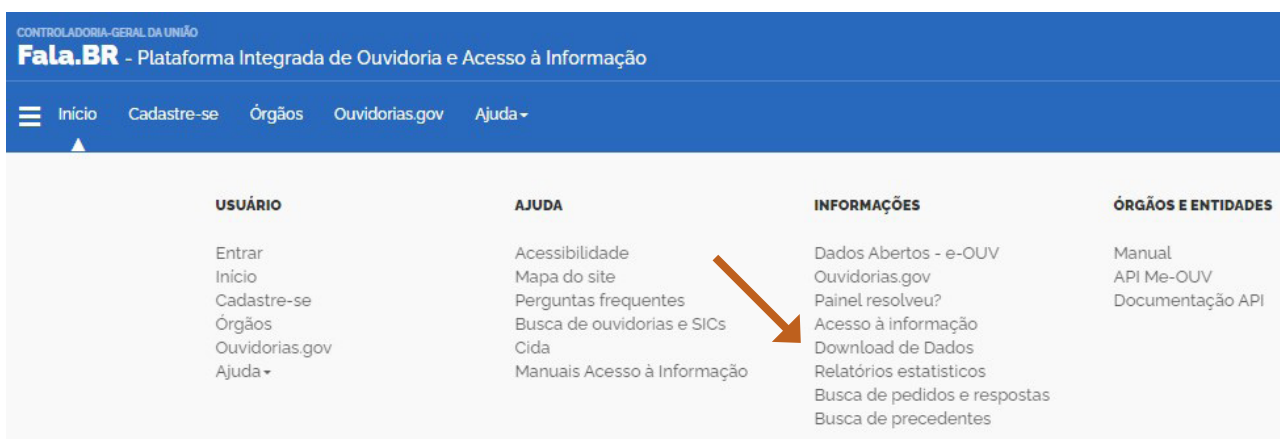 CONTROLADORIA-GERAL DA UNIÃO
Fala.BR - Plataforma Integrada de Ouvidoria e Acesso à Informação
Início Cadastre-se Órgãos Ouvidorias.gov Ajuda
USUÁRIO
Entrar
Início
Cadastre-se
Órgãos
Ouvidorias.gov
Ajuda
AJUDA
Acessibilidade
Mapa do site
Perguntas frequentes
Busca de ouvidorias e SICs
Cida
Manuais Acesso à Informação
INFORMAÇÕES
Dados Abertos - e-OUV
Ouvidorias.gov
Painel resolveu?
Acesso à informação
Download de Dados
Relatórios estatisticos
Busca de pedidos e respostas
Busca de precedentes
ÓRGÃOS E ENTIDADES
Manual
API Me-OUV
Documentação API